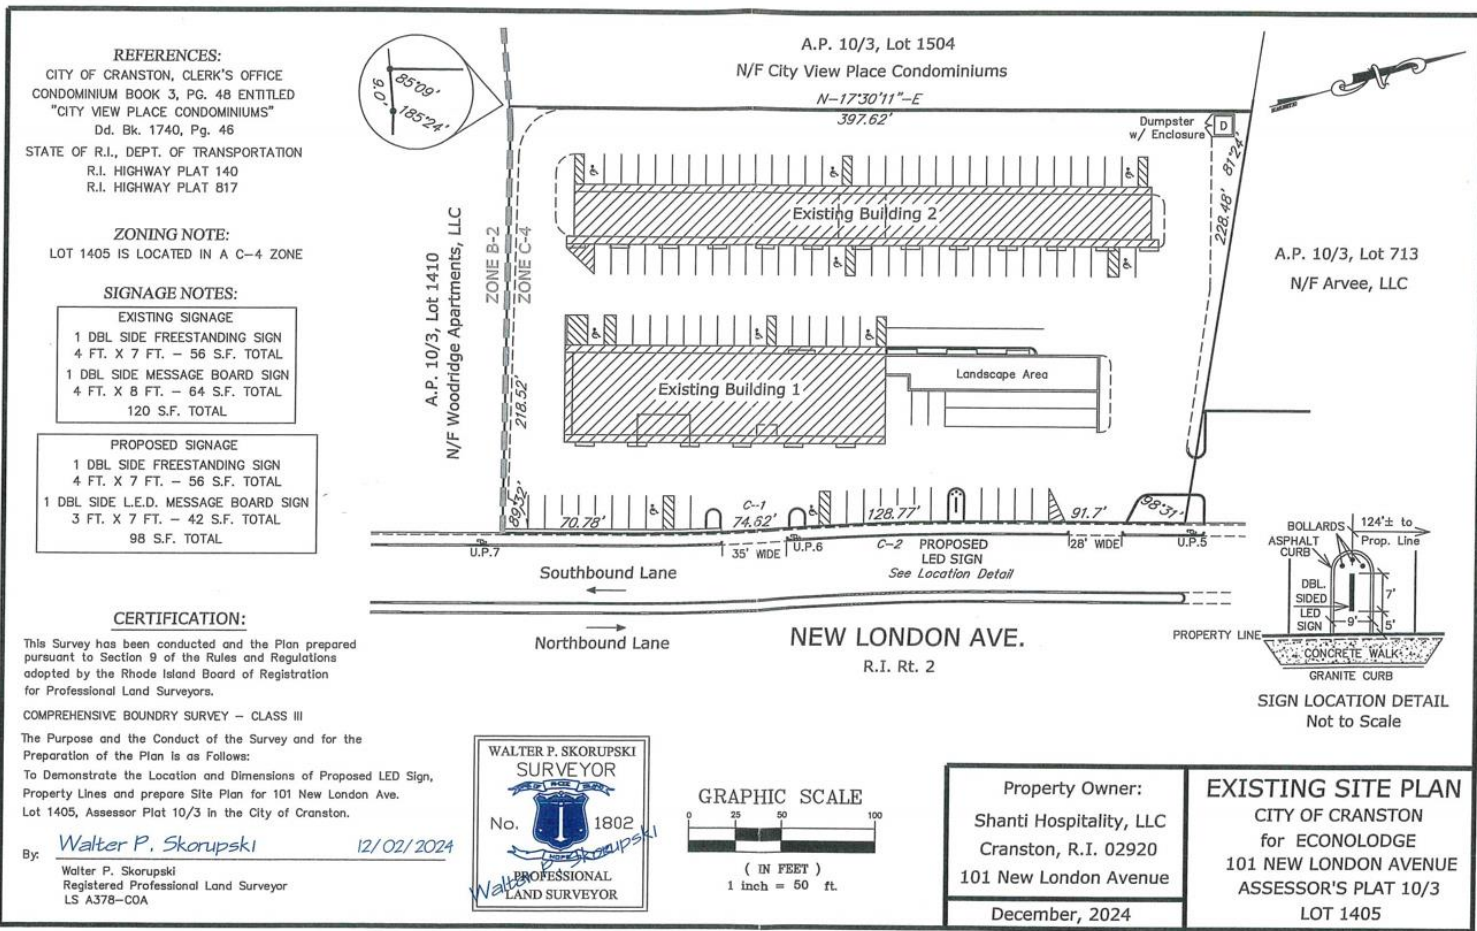 REFERENCES:
CITY OF CRANSTON, CLERK'S OFFICE
CONDOMINIUM BOOK 3, PG. 48 ENTITLED
"CITY VIEW PLACE CONDOMINIUMS"
Dd. Bk. 1740, Pg. 46
STATE OF R.I., DEPT. OF TRANSPORTATION
R.I. HIGHWAY PLAT 140
R.I. HIGHWAY PLAT 817
ZONING NOTE:
LOT 1405 IS LOCATED IN A C-4 ZONE
SIGNAGE NOTES:
EXISTING SIGNAGE
1 DBL SIDE FREESTANDING SIGN
4 FT. X 7 FT. - 56 S.F. TOTAL
1 DBL SIDE MESSAGE BOARD SIGN
4 FT. X 8 FT. - 64 S.F. TOTAL
120 S.F. TOTAL
PROPOSED SIGNAGE
1 DBL SIDE FREESTANDING SIGN
4 FT. X 7 FT. - 56 S.F. TOTAL
1 DBL SIDE L.E.D. MESSAGE BOARD SIGN
3 FT. X 7 FT. - 42 S.F. TOTAL
98 S.F. TOTAL
CERTIFICATION:
This Survey has been conducted and the Plan prepared
pursuant to Section 9 of the Rules and Regulations
adopted by the Rhode Island Board of Registration
for Professional Land Surveyors.
COMPREHENSIVE BOUNDRY SURVEY - CLASS III
The Purpose and the Conduct of the Survey and for the
Preparation of the Plan is as Follows:
To Demonstrate the Location and Dimensions of Proposed LED Sign,
Property Lines and prepare Site Plan for 101 New London Ave.
Lot 1405, Assessor Plat 10/3 in the City of Cranston.
By: Walter P. Skorupski 12/02/2024
Walter P. Skorupski
Registered Professional Land Surveyor
LS A378-COA
85°09'
9.0'
185°24'
A.P. 10/3, Lot 1504
N/F City View Place Condominiums
N-17°30'11"-E
397.62'
Dumpster
w/ Enclosure
D
81°24'
228.48'
A.P. 10/3, Lot 713
N/F Arvee, LLC
A.P. 10/3, Lot 1410
N/F Woodridge Apartments, LLC
ZONE B-2
ZONE C-4
218.52'
89°32'
Existing Building 2
Existing Building 1
Landscape Area
70.78'
C-1
74.62'
128.77'
91.7'
98°31'
U.P.7
35' WIDE
U.P.6
C-2
PROPOSED
LED SIGN
See Location Detail
28' WIDE
U.P.5
Southbound Lane
Northbound Lane
NEW LONDON AVE.
R.I. Rt. 2
BOLLARDS
124'± to
Prop. Line
ASPHALT
CURB
DBL.
SIDED
LED
SIGN
7'
9'
5'
PROPERTY LINE
CONCRETE WALK
GRANITE CURB
SIGN LOCATION DETAIL
Not to Scale
WALTER P. SKORUPSKI
SURVEYOR
No. 1802
HOPE
PROFESSIONAL
LAND SURVEYOR
Walter P. Skorupski
GRAPHIC SCALE
0 25 50 100
( IN FEET )
1 inch = 50 ft.
Property Owner:
Shanti Hospitality, LLC
Cranston, R.I. 02920
101 New London Avenue
December, 2024
EXISTING SITE PLAN
CITY OF CRANSTON
for ECONOLODGE
101 NEW LONDON AVENUE
ASSESSOR'S PLAT 10/3
LOT 1405